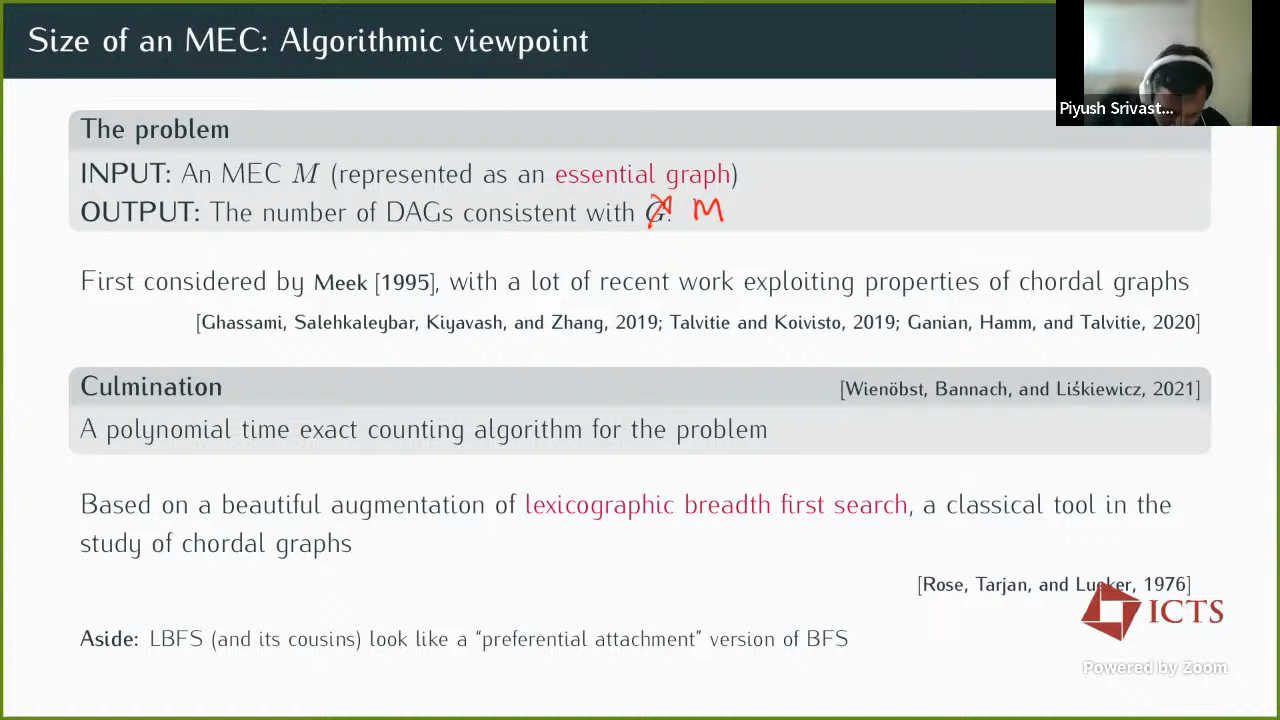 Size of an MEC: Algorithmic viewpoint
Piyush Srivast...
The problem
INPUT: An MEC M (represented as an essential graph)
OUTPUT: The number of DAGs consistent with G. M
First considered by Meek [1995], with a lot of recent work exploiting properties of chordal graphs
[Ghassami, Salehkaleybar, Kiyavash, and Zhang, 2019; Talvitie and Koivisto, 2019; Ganian, Hamm, and Talvitie, 2020]
Culmination [Wienöbst, Bannach, and Liśkiewicz, 2021]
A polynomial time exact counting algorithm for the problem
Based on a beautiful augmentation of lexicographic breadth first search, a classical tool in the
study of chordal graphs
[Rose, Tarjan, and Lueker, 1976]
ICTS
Aside: LBFS (and its cousins) look like a “preferential attachment” version of BFS
Powered by Zoom